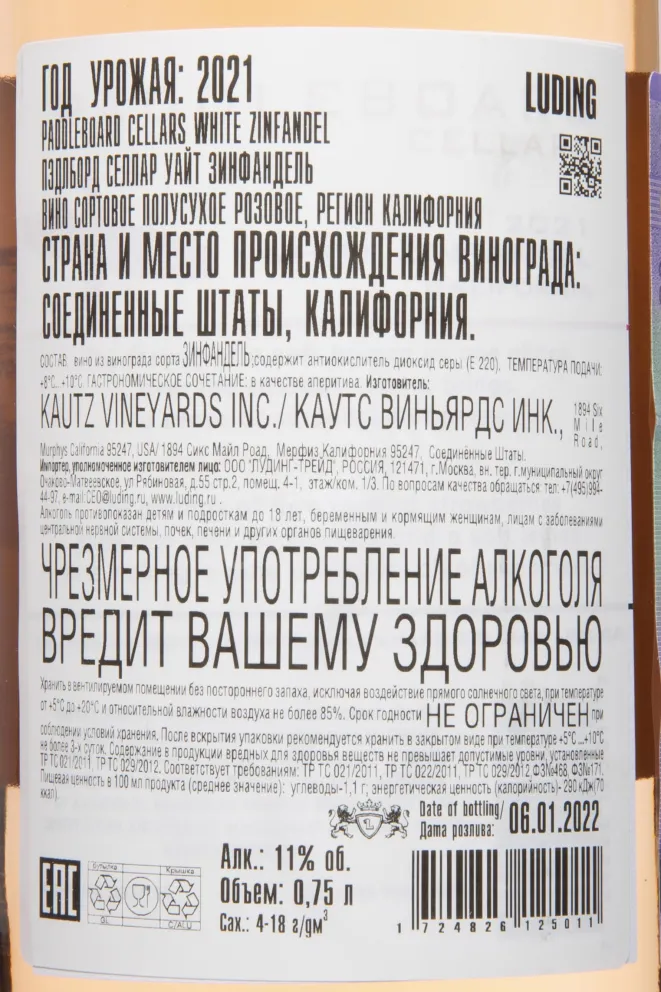 ГОД УРОЖАЯ: 2021
LUDING
PADDLEBOARD CELLARS WHITE ZINFANDEL
ПЭДЛБОРД СЕЛЛАР УАЙТ ЗИНФАНДЕЛЬ
ВИНО СОРТОВОЕ ПОЛУСУХОЕ РОЗОВОЕ, РЕГИОН КАЛИФОРНИЯ
СТРАНА И МЕСТО ПРОИСХОЖДЕНИЯ ВИНОГРАДА:
СОЕДИНЕННЫЕ ШТАТЫ, КАЛИФОРНИЯ.
СОСТАВ: вино из винограда сорта ЗИНФАНДЕЛЬ;содержит антиокислитель диоксид серы (Е 220). ТЕМПЕРАТУРА ПОДАЧИ:
+8°С...+10°С. ГАСТРОНОМИЧЕСКОЕ СОЧЕТАНИЕ: в качестве аперитива. Изготовитель:
KAUTZ VINEYARDS INC./ КАУТС ВИНЬЯРДС ИНК., 1894 Six Mile Road,
Murphys California 95247, USA/ 1894 Сикс Майл Роад, Мерфиз,Калифорния 95247, Соединённые Штаты.
Импортер, уполномоченное изготовителем лицо: ООО "ЛУДИНГ-ТРЕЙД", РОССИЯ, 121471, г.Москва, вн. тер. г.муниципальный округ
Очаково-Матвеевское, ул Рябиновая, д.55 стр.2, помещ. 4-1, этаж/ком. 1/3. По вопросам качества обращаться: тел: +7(495)984-
44-97, e-mail:CEO@luding.ru, www.luding.ru .
Алкоголь противопоказан детям и подросткам до 18 лет, беременным и кормящим женщинам, лицам с заболеваниями
центральной нервной системы, почек, печени и других органов пищеварения.
ЧРЕЗМЕРНОЕ УПОТРЕБЛЕНИЕ АЛКОГОЛЯ
ВРЕДИТ ВАШЕМУ ЗДОРОВЬЮ
Хранить в вентилируемом помещении без постороннего запаха, исключая воздействие прямого солнечного света, при температуре
от +5°С до +20°С и относительной влажности воздуха не более 85%. Срок годности НЕ ОГРАНИЧЕН при
соблюдении условий хранения. После вскрытия упаковки рекомендуется хранить в закрытом виде при температуре +5°С...+10°С
не более 3-х суток. Содержание в продукции вредных для здоровья веществ не превышает допустимые уровни, установленные
ТР ТС 021/2011, ТР ТС 029/2012. Соответствует требованиям: ТР ТС 021/2011, ТР ТС 022/2011, ТР ТС 029/2012,ФЗ№468, ФЗ№171.
Пищевая ценность в 100 мл продукта (среднее значение): углеводы-1,1 г; энергетическая ценность (калорийность)- 290 кДж(70
ккал).
Date of bottling/
Дата розлива: 06.01.2022
EAC
Бутылка
GL
Крышка
C/ALU
Алк.: 11% об.
Объем: 0,75 л
Сах.: 4-18 г/дм³
1 724826 125011